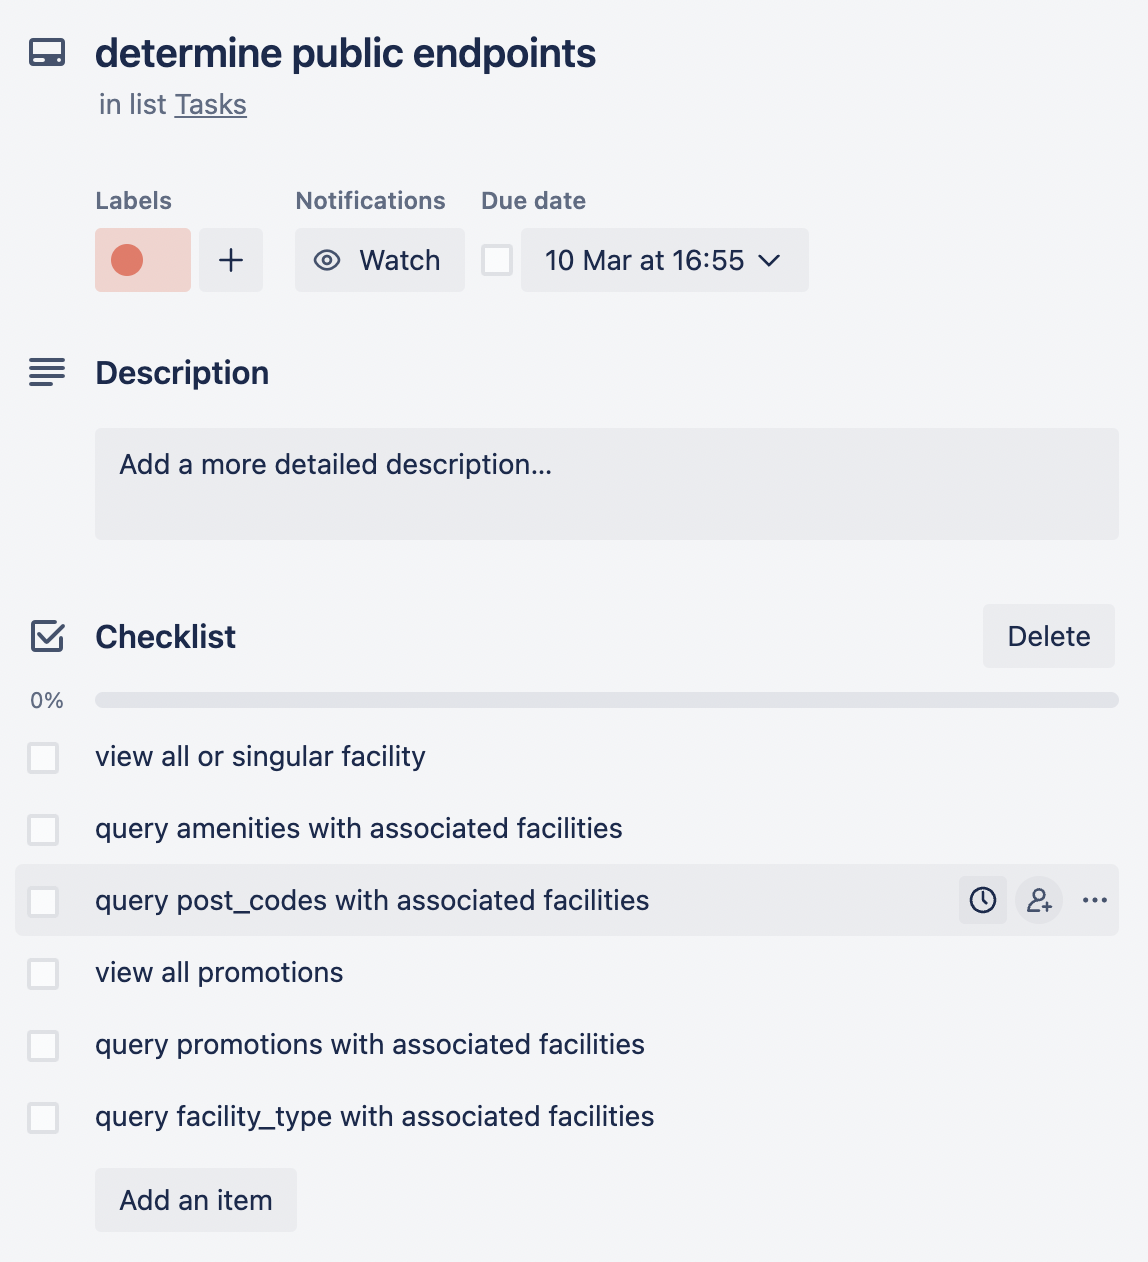 determine public endpoints
in list Tasks
Labels
Notifications
Due date
Watch
10 Mar at 16:55
Description
Add a more detailed description...
Checklist
Delete
0%
view all or singular facility
query amenities with associated facilities
query post_codes with associated facilities
view all promotions
query promotions with associated facilities
query facility_type with associated facilities
Add an item